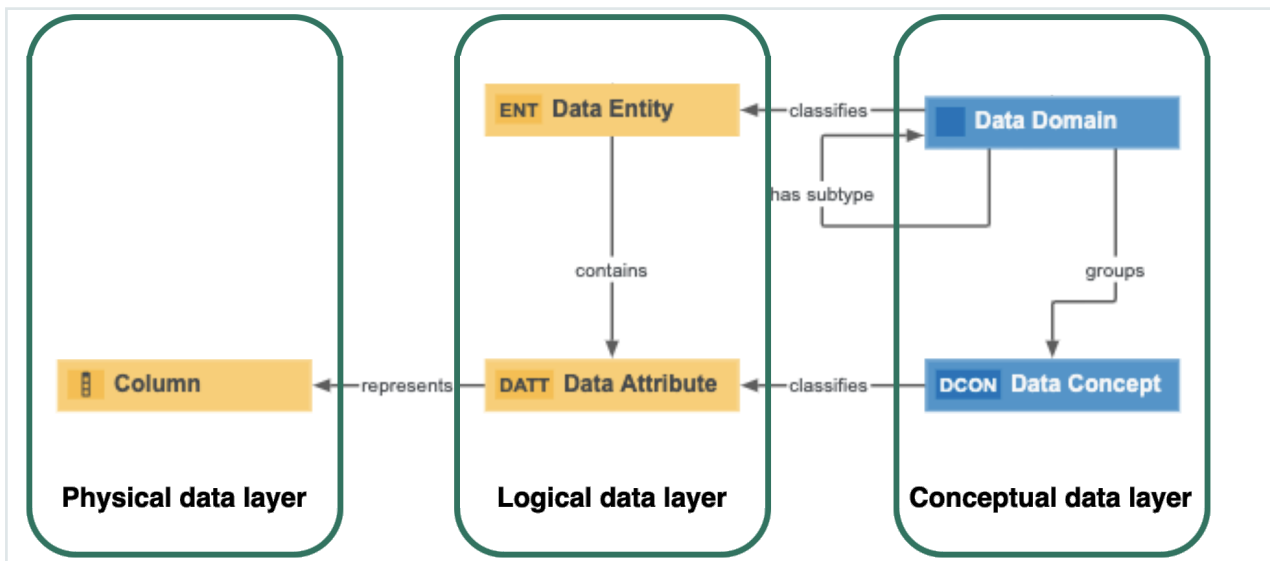 ENT Data Entity
classifies
Data Domain
has subtype
contains
groups
Column
represents
DATT Data Attribute
classifies
DCON Data Concept
Physical data layer
Logical data layer
Conceptual data layer